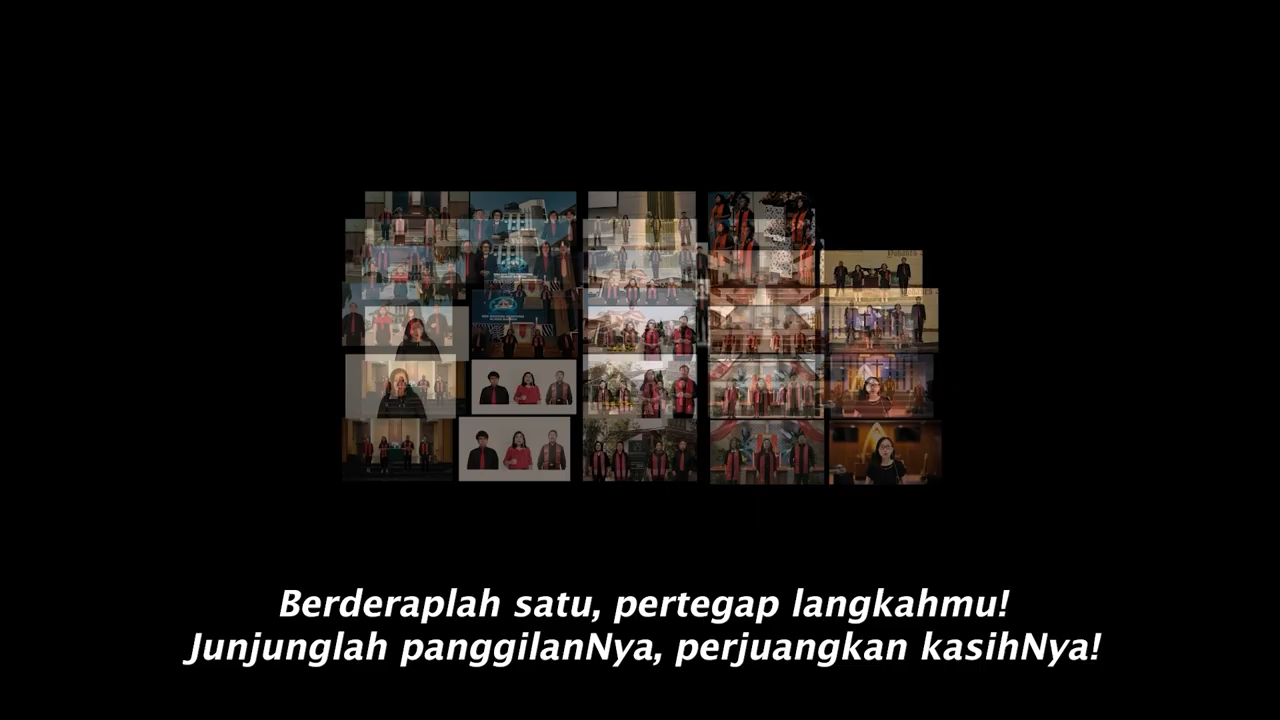 Berderaplah satu, pertegap langkahmu!
Junjunglah panggilanNya, perjuangkan kasihNya!